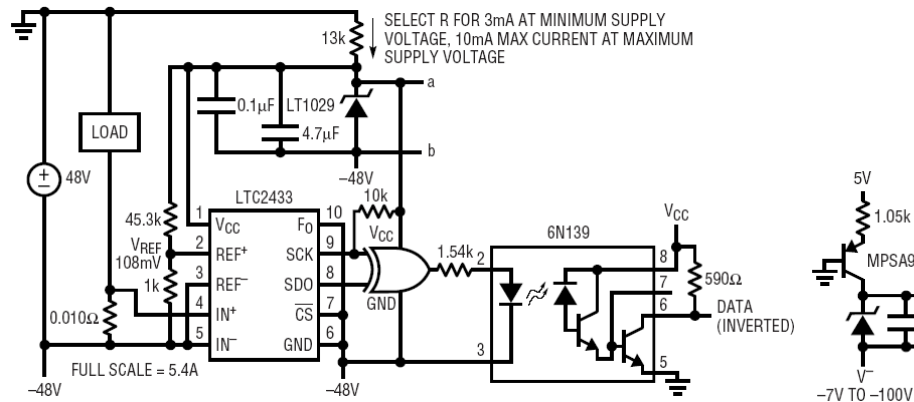 SELECT R FOR 3mA AT MINIMUM SUPPLY
VOLTAGE, 10mA MAX CURRENT AT MAXIMUM
SUPPLY VOLTAGE
13k
a
0.1µF
LT1029
4.7µF
b
LOAD
–48V
48V
LTC2433
10k
5V
45.3k
1
VCC
FO
10
VCC
6N139
VCC
1.05k
VREF
108mV
2
REF+
SCK
9
1.54k
2
8
MPSA9
1k
3
REF–
SDO
8
7
590Ω
4
IN+
CS
7
GND
6
DATA
(INVERTED)
0.010Ω
5
IN–
GND
6
3
5
FULL SCALE = 5.4A
–48V
–48V
V–
–7V TO –100V